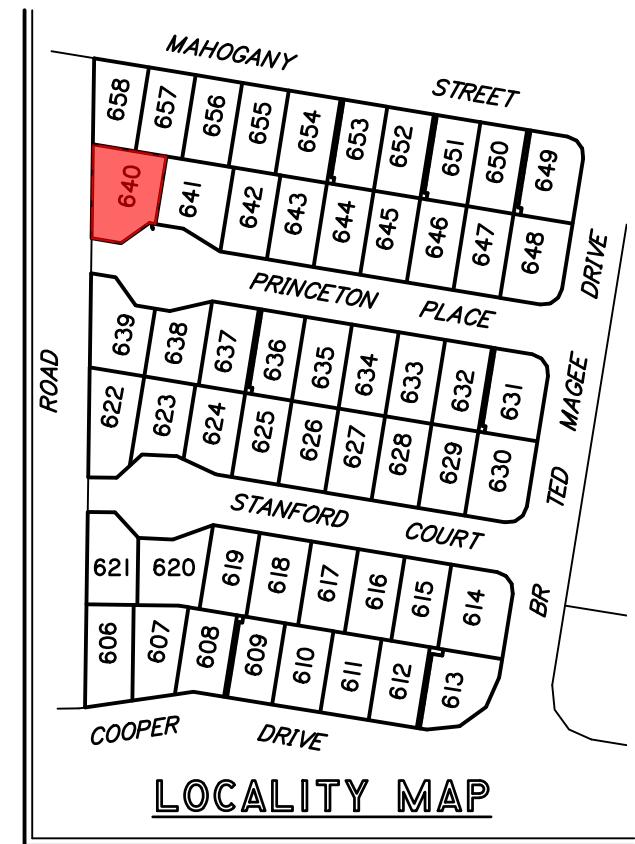 MAHOGANY STREET
658 657 656 655 654 653 652 651 650 649
640 641 642 643 644 645 646 647 648
DRIVE
PRINCETON PLACE
639 638 637 636 635 634 633 632 631
MAGEE
ROAD
622 623 624 625 626 627 628 629 630
TED
STANFORD COURT
621 620 619 618 617 616 615 614
BR
606 607 608 609 610 611 612 613
COOPER DRIVE
LOCALITY MAP